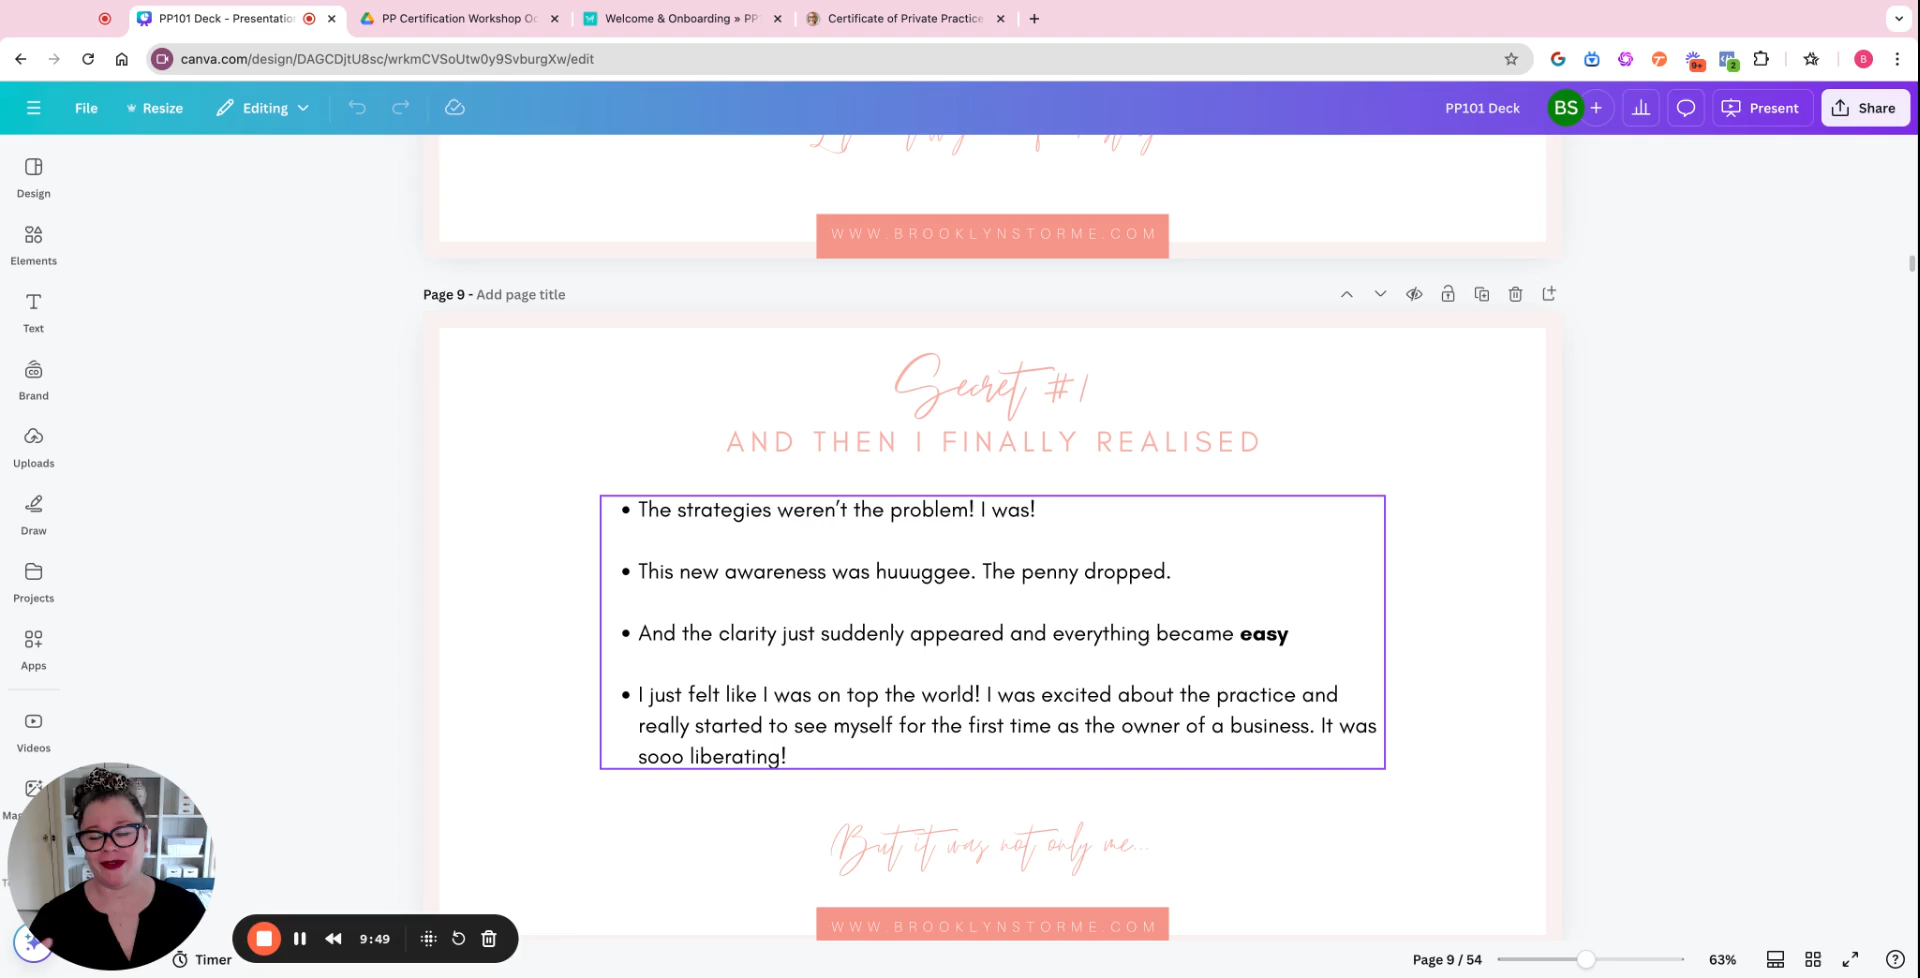 PP101 Deck - Presentation
PP Certification Workshop Oc
Welcome & Onboarding » PP
Certificate of Private Practice
canva.com/design/DAGCDjtU8sc/wrkmCVSoUtw0y9SvburgXw/edit
9+
2
B
File
Resize
Editing
PP101 Deck
BS
Present
Share
Design
Elements
Text
Brand
Uploads
Draw
Projects
Apps
Videos
WWW.BROOKLYNSTORME.COM
Page 9 - Add page title
Secret #1
AND THEN I FINALLY REALISED
• The strategies weren't the problem! I was!
• This new awareness was huuuggee. The penny dropped.
• And the clarity just suddenly appeared and everything became easy
• I just felt like I was on top the world! I was excited about the practice and
really started to see myself for the first time as the owner of a business. It was
sooo liberating!
But it was not only me...
WWW.BROOKLYNSTORME.COM
9:49
Timer
Page 9 / 54
63%